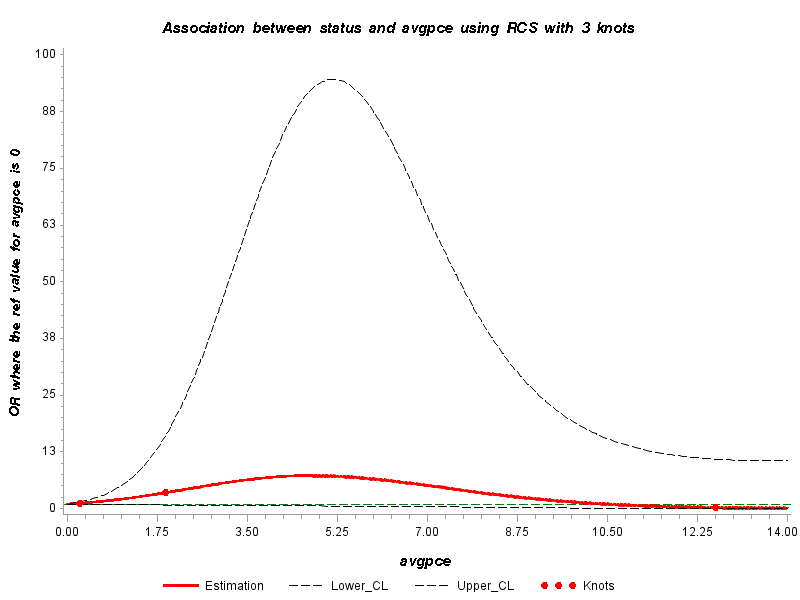 Association between status and avgpce using RCS with 3 knots
OR where the ref value for avgpce is 0
100
88
75
63
50
38
25
13
0
0.00 1.75 3.50 5.25 7.00 8.75 10.50 12.25 14.00
avgpce
Estimation Lower_CL Upper_CL Knots